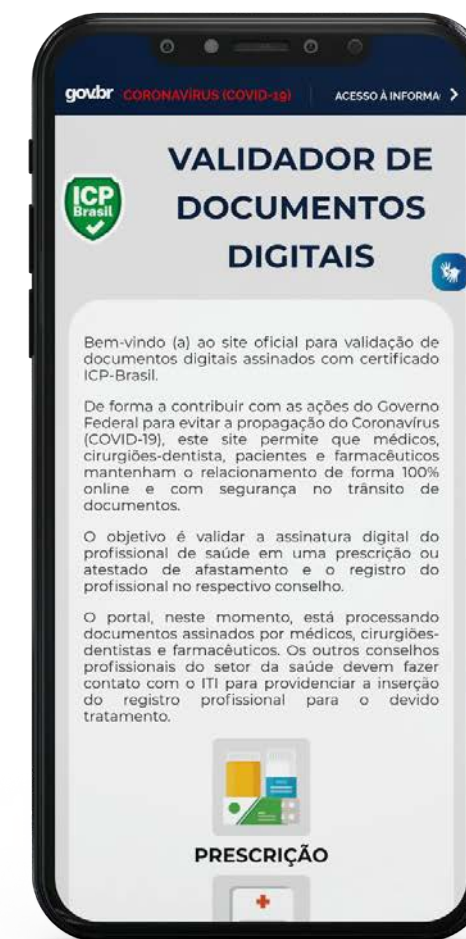 gov.br CORONAVÍRUS (COVID-19) ACESSO À INFORMA
ICP
Brasil
VALIDADOR DE
DOCUMENTOS
DIGITAIS
Bem-vindo (a) ao site oficial para validação de
documentos digitais assinados com certificado
ICP-Brasil.
De forma a contribuir com as ações do Governo
Federal para evitar a propagação do Coronavírus
(COVID-19), este site permite que médicos,
cirurgiões-dentista, pacientes e farmacêuticos
mantenham o relacionamento de forma 100%
online e com segurança no trânsito de
documentos.
O objetivo é validar a assinatura digital do
profissional de saúde em uma prescrição ou
atestado de afastamento e o registro do
profissional no respectivo conselho.
O portal, neste momento, está processando
documentos assinados por médicos, cirurgiões-
dentistas e farmacêuticos. Os outros conselhos
profissionais do setor da saúde devem fazer
contato com o ITI para providenciar a inserção
do registro profissional para o devido
tratamento.
PRESCRIÇÃO